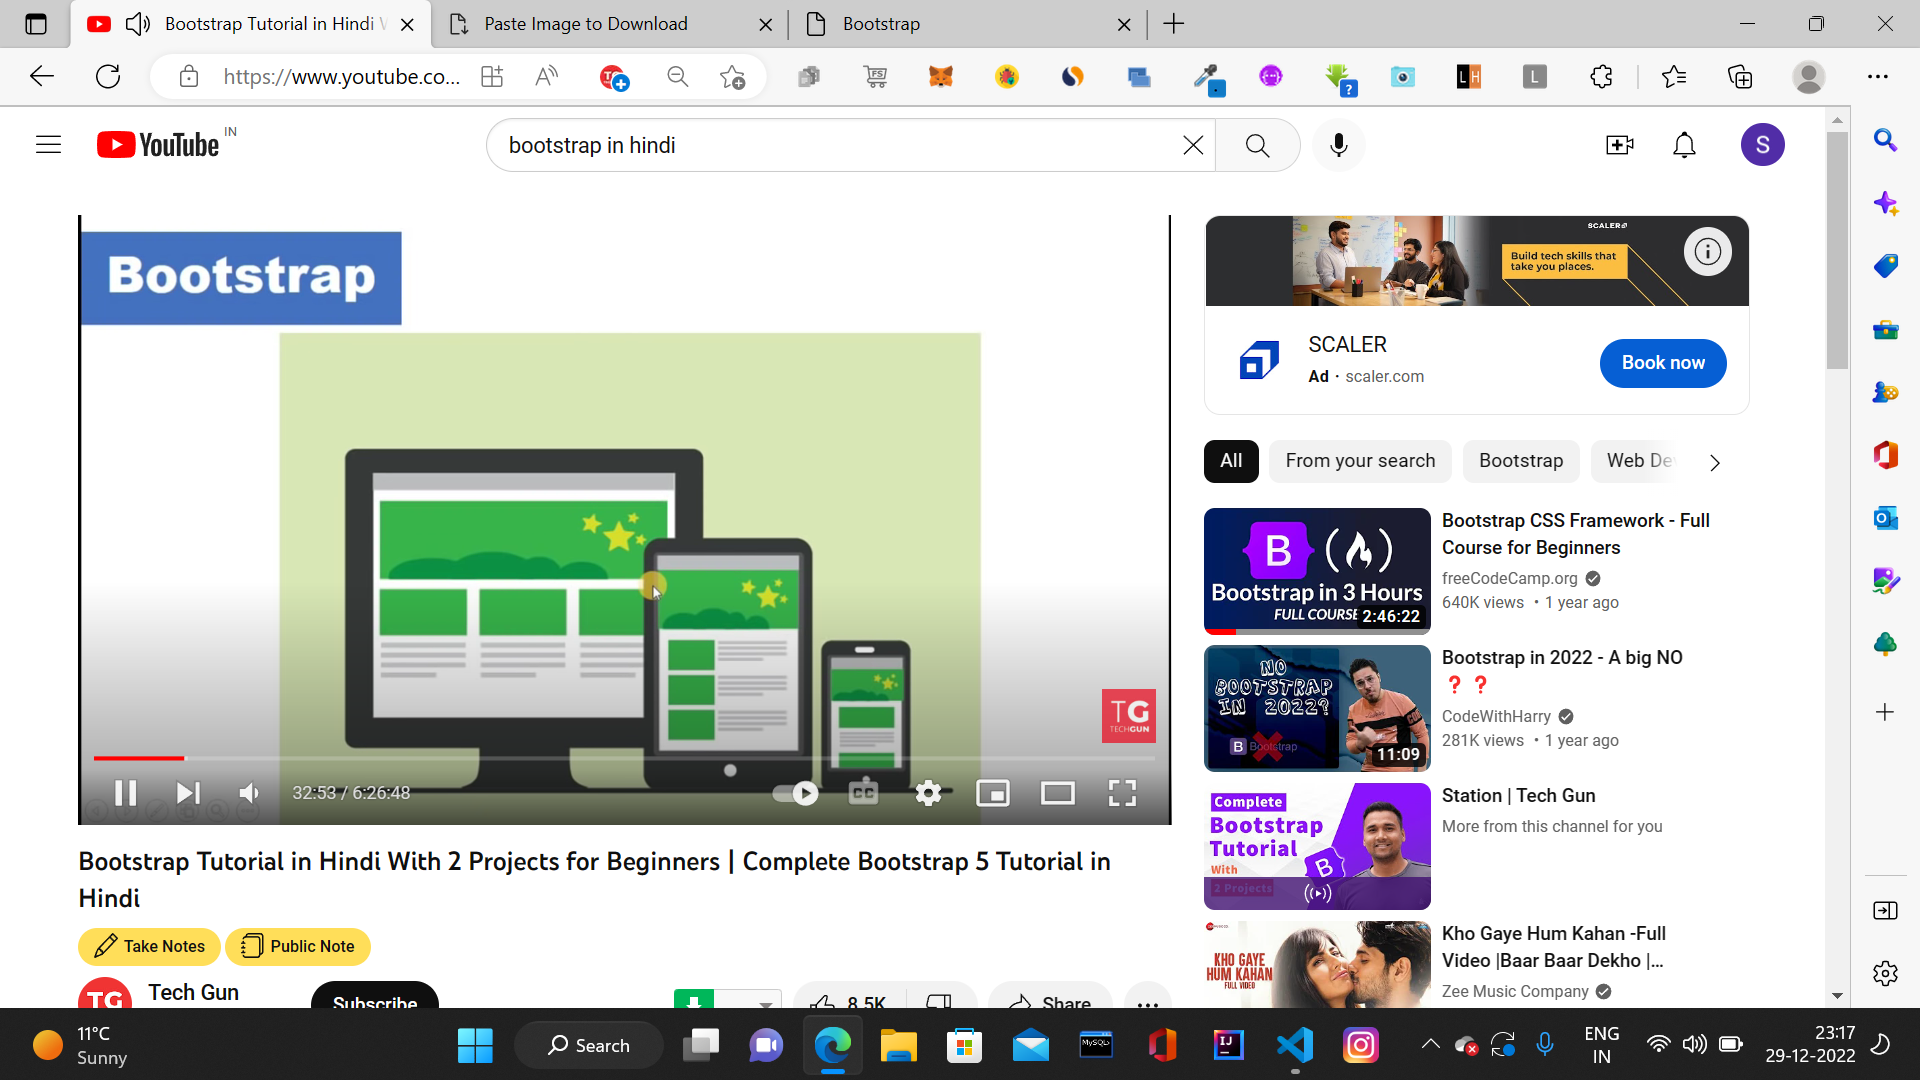 Bootstrap Tutorial in Hindi
Paste Image to Download
Bootstrap
https://www.youtube.co...
YouTube IN
bootstrap in hindi
S
Bootstrap
TG
TECHGUN
32:53 / 6:26:48
CC
Bootstrap Tutorial in Hindi With 2 Projects for Beginners | Complete Bootstrap 5 Tutorial in
Hindi
Take Notes
Public Note
TG
Tech Gun
Subscribe
8.5K
Share
SCALER
Build tech skills that
take you places.
SCALER
Ad · scaler.com
Book now
All
From your search
Bootstrap
Web De
B
Bootstrap in 3 Hours
FULL COURSE 2:46:22
Bootstrap CSS Framework - Full
Course for Beginners
freeCodeCamp.org
640K views • 1 year ago
NO
BOOTSTRAP
IN 2022?
B Bootstrap
11:09
Bootstrap in 2022 - A big NO
❓ ❓
CodeWithHarry
281K views • 1 year ago
Complete
Bootstrap
Tutorial
With
2 Projects
B
Station | Tech Gun
More from this channel for you
KHO GAYE
HUM KAHAN
FULL VIDEO
Kho Gaye Hum Kahan -Full
Video |Baar Baar Dekho |...
Zee Music Company
11°C
Sunny
Search
MySQL
IJ
ENG
IN
23:17
29-12-2022